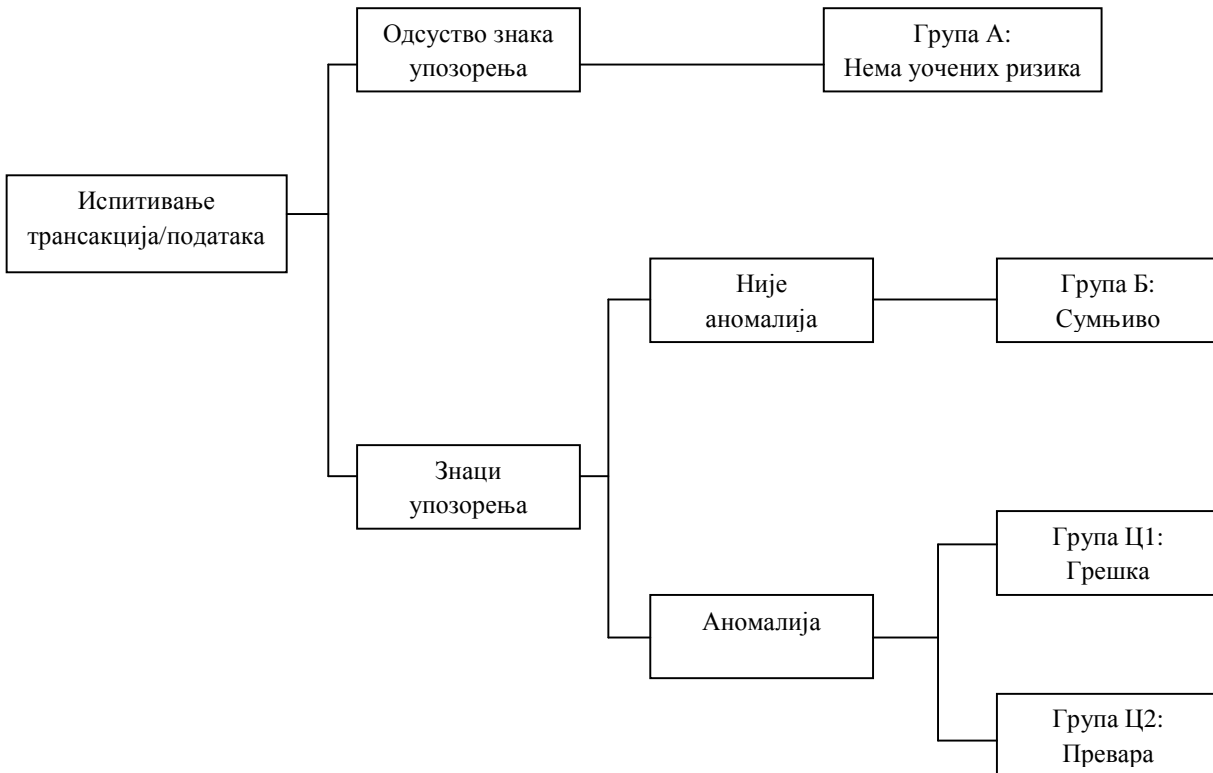 Одсуство знака
упозорења
Група А:
Нема уочених ризика
Испитивање
трансакција/података
Није
аномалија
Група Б:
Сумњиво
Знаци
упозорења
Група Ц1:
Грешка
Аномалија
Група Ц2:
Превара